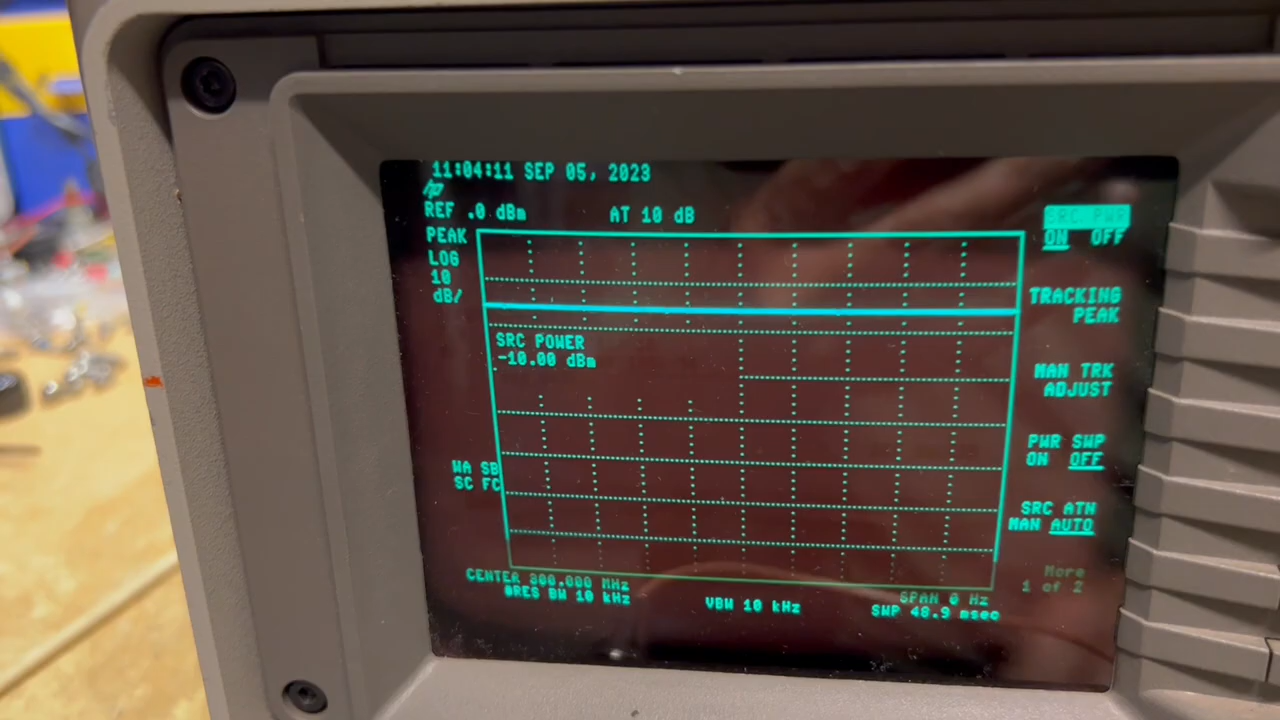 11:04:11 SEP 05, 2023
hp
REF .0 dBm AT 10 dB
PEAK
LOG
10
dB/
SRC POWER
-10.00 dBm
WA SB
SC FC
CENTER 300.000 MHz SPAN 0 Hz
#RES BW 10 kHz VBW 10 kHz SWP 48.9 msec
SRC PWR
ON OFF
TRACKING
PEAK
MAN TRK
ADJUST
PWR SWP
ON OFF
SRC ATN
MAN AUTO
More
1 of 2